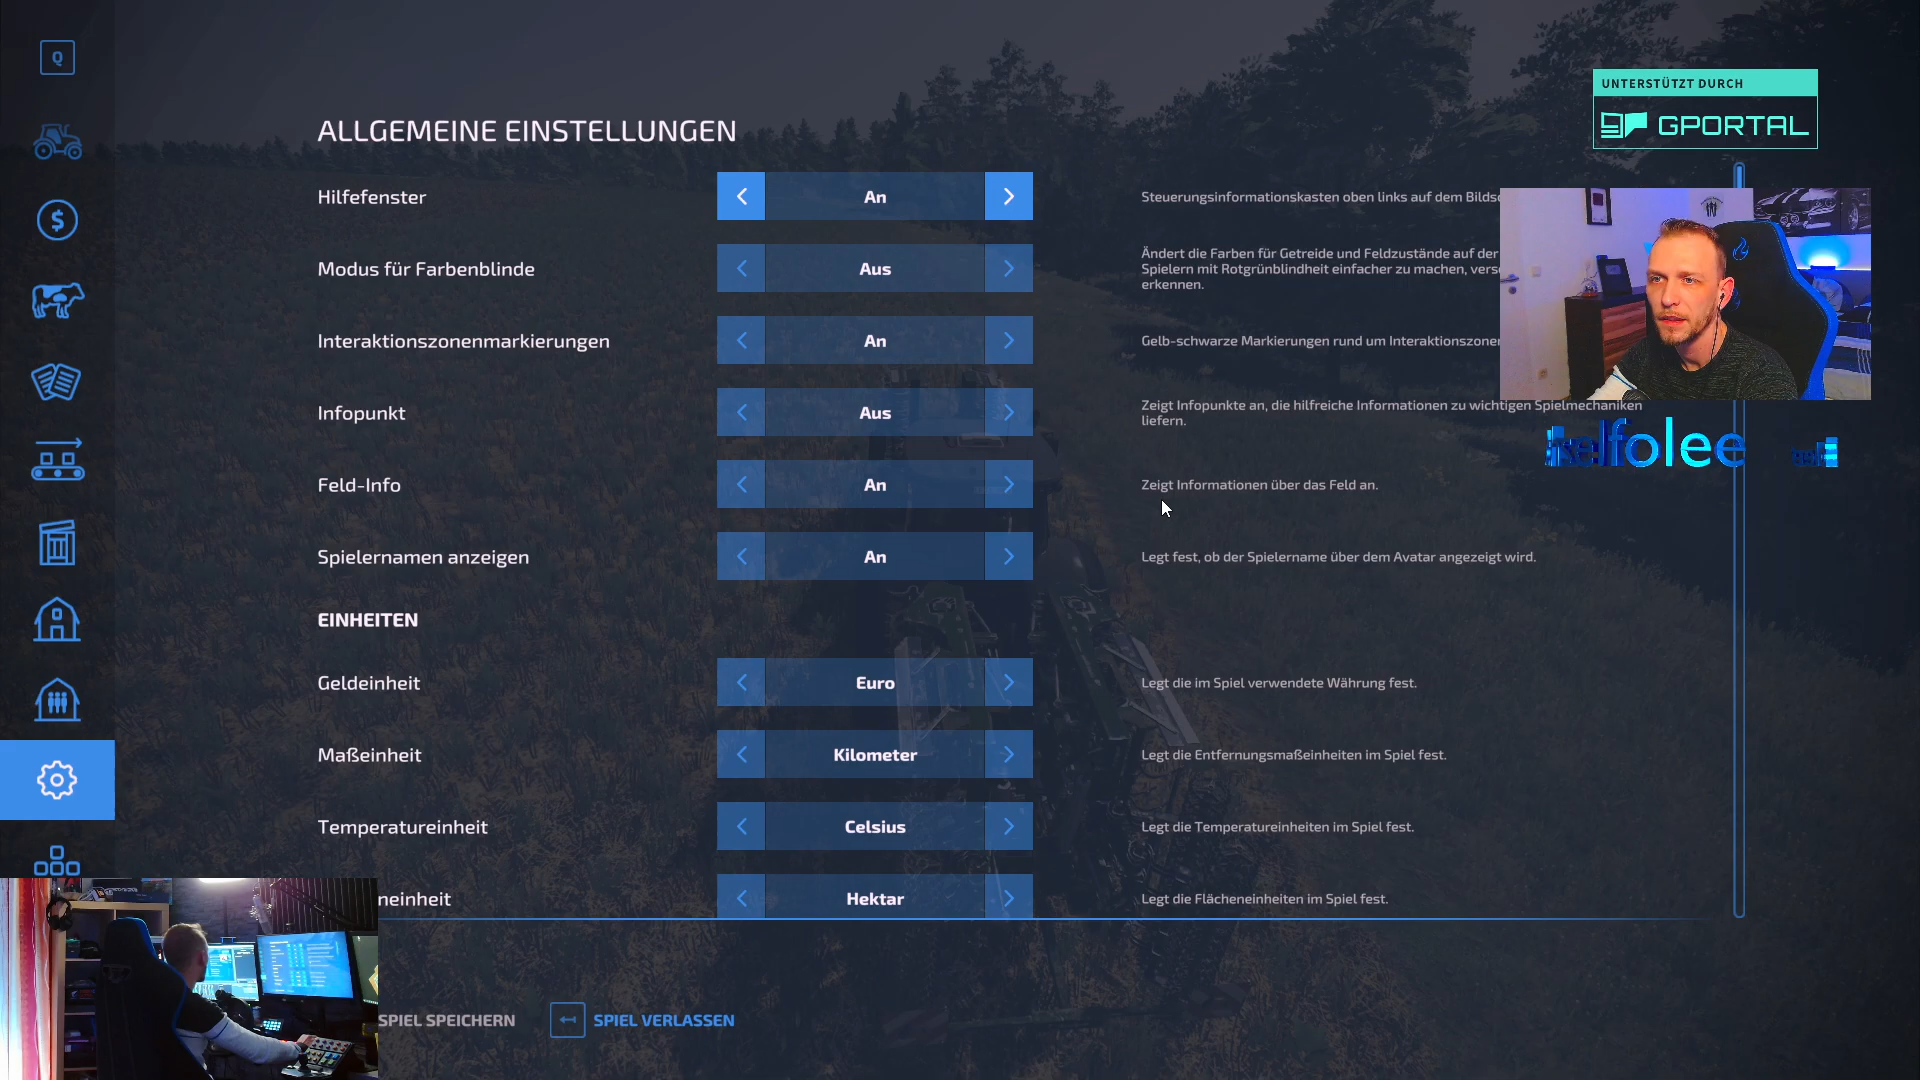 Q
UNTERSTÜTZT DURCH
GPORTAL
ALLGEMEINE EINSTELLUNGEN
Hilfefenster
An
Steuerungsinformationskasten oben links auf dem
Modus für Farbenblinde
Aus
Ändert die Farben für Getreide und Feldzustände auf der
Spielern mit Rotgrünblindheit einfacher zu machen,
erkennen.
Interaktionszonenmarkierungen
An
Gelb-schwarze Markierungen rund um
Infopunkt
Aus
Zeigt Infopunkte an, die hilfreiche Informationen zu wichtigen Spielmechaniken
liefern.
Feld-Info
An
Zeigt Informationen über das Feld an.
Spielernamen anzeigen
An
Legt fest, ob der Spielername über dem Avatar angezeigt wird.
EINHEITEN
Geldeinheit
Euro
Legt die im Spiel verwendete Währung fest.
Maßeinheit
Kilometer
Legt die Entfernungsmaßeinheiten im Spiel fest.
Temperatureinheit
Celsius
Legt die Temperatureinheiten im Spiel fest.
neinheit
Hektar
Legt die Flächeneinheiten im Spiel fest.
SPIEL SPEICHERN
SPIEL VERLASSEN